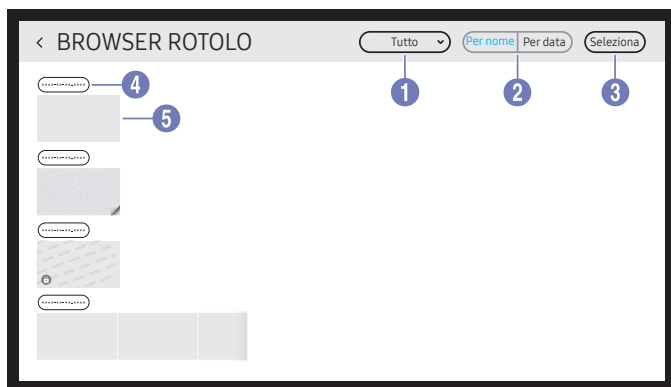 BROWSER ROTOLO
Tutto
Per nome
Per data
Seleziona
1
2
3
4
5